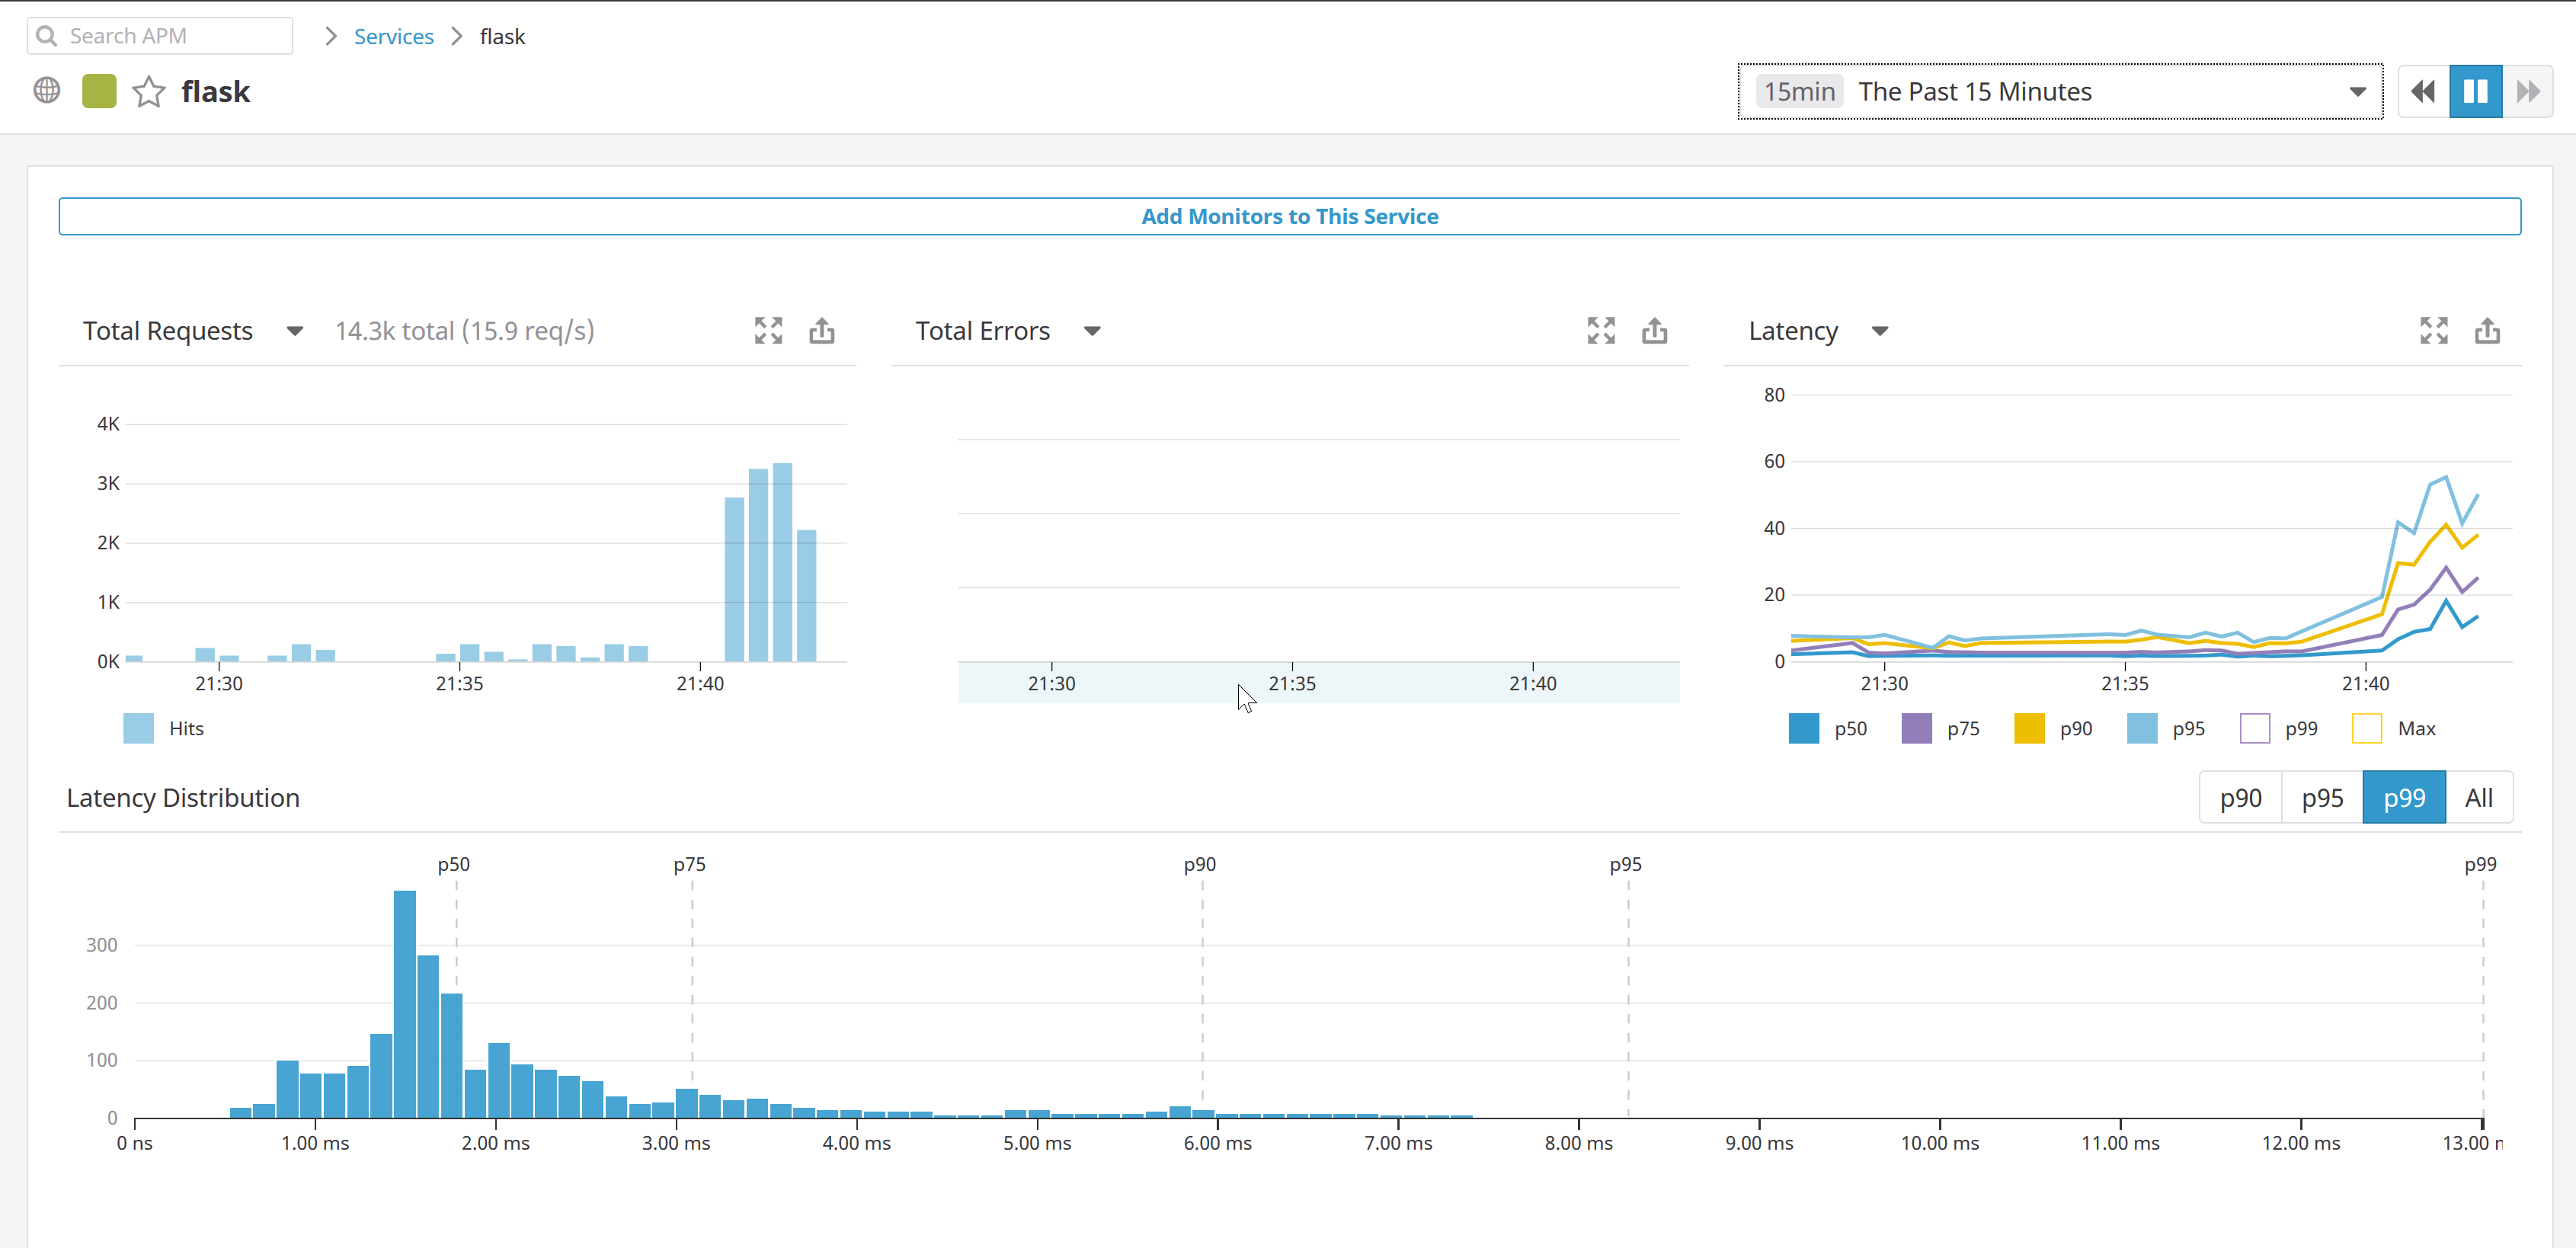 Search APM
Services
flask
flask
15min The Past 15 Minutes
Add Monitors to This Service
Total Requests 14.3k total (15.9 req/s)
4K
3K
2K
1K
0K
21:30 21:35 21:40
Hits
Total Errors
21:30 21:35 21:40
Latency
80
60
40
20
0
21:30 21:35 21:40
p50 p75 p90 p95 p99 Max
Latency Distribution
p90 p95 p99 All
p50 p75 p90 p95 p99
300
200
100
0
0 ns 1.00 ms 2.00 ms 3.00 ms 4.00 ms 5.00 ms 6.00 ms 7.00 ms 8.00 ms 9.00 ms 10.00 ms 11.00 ms 12.00 ms 13.00 n